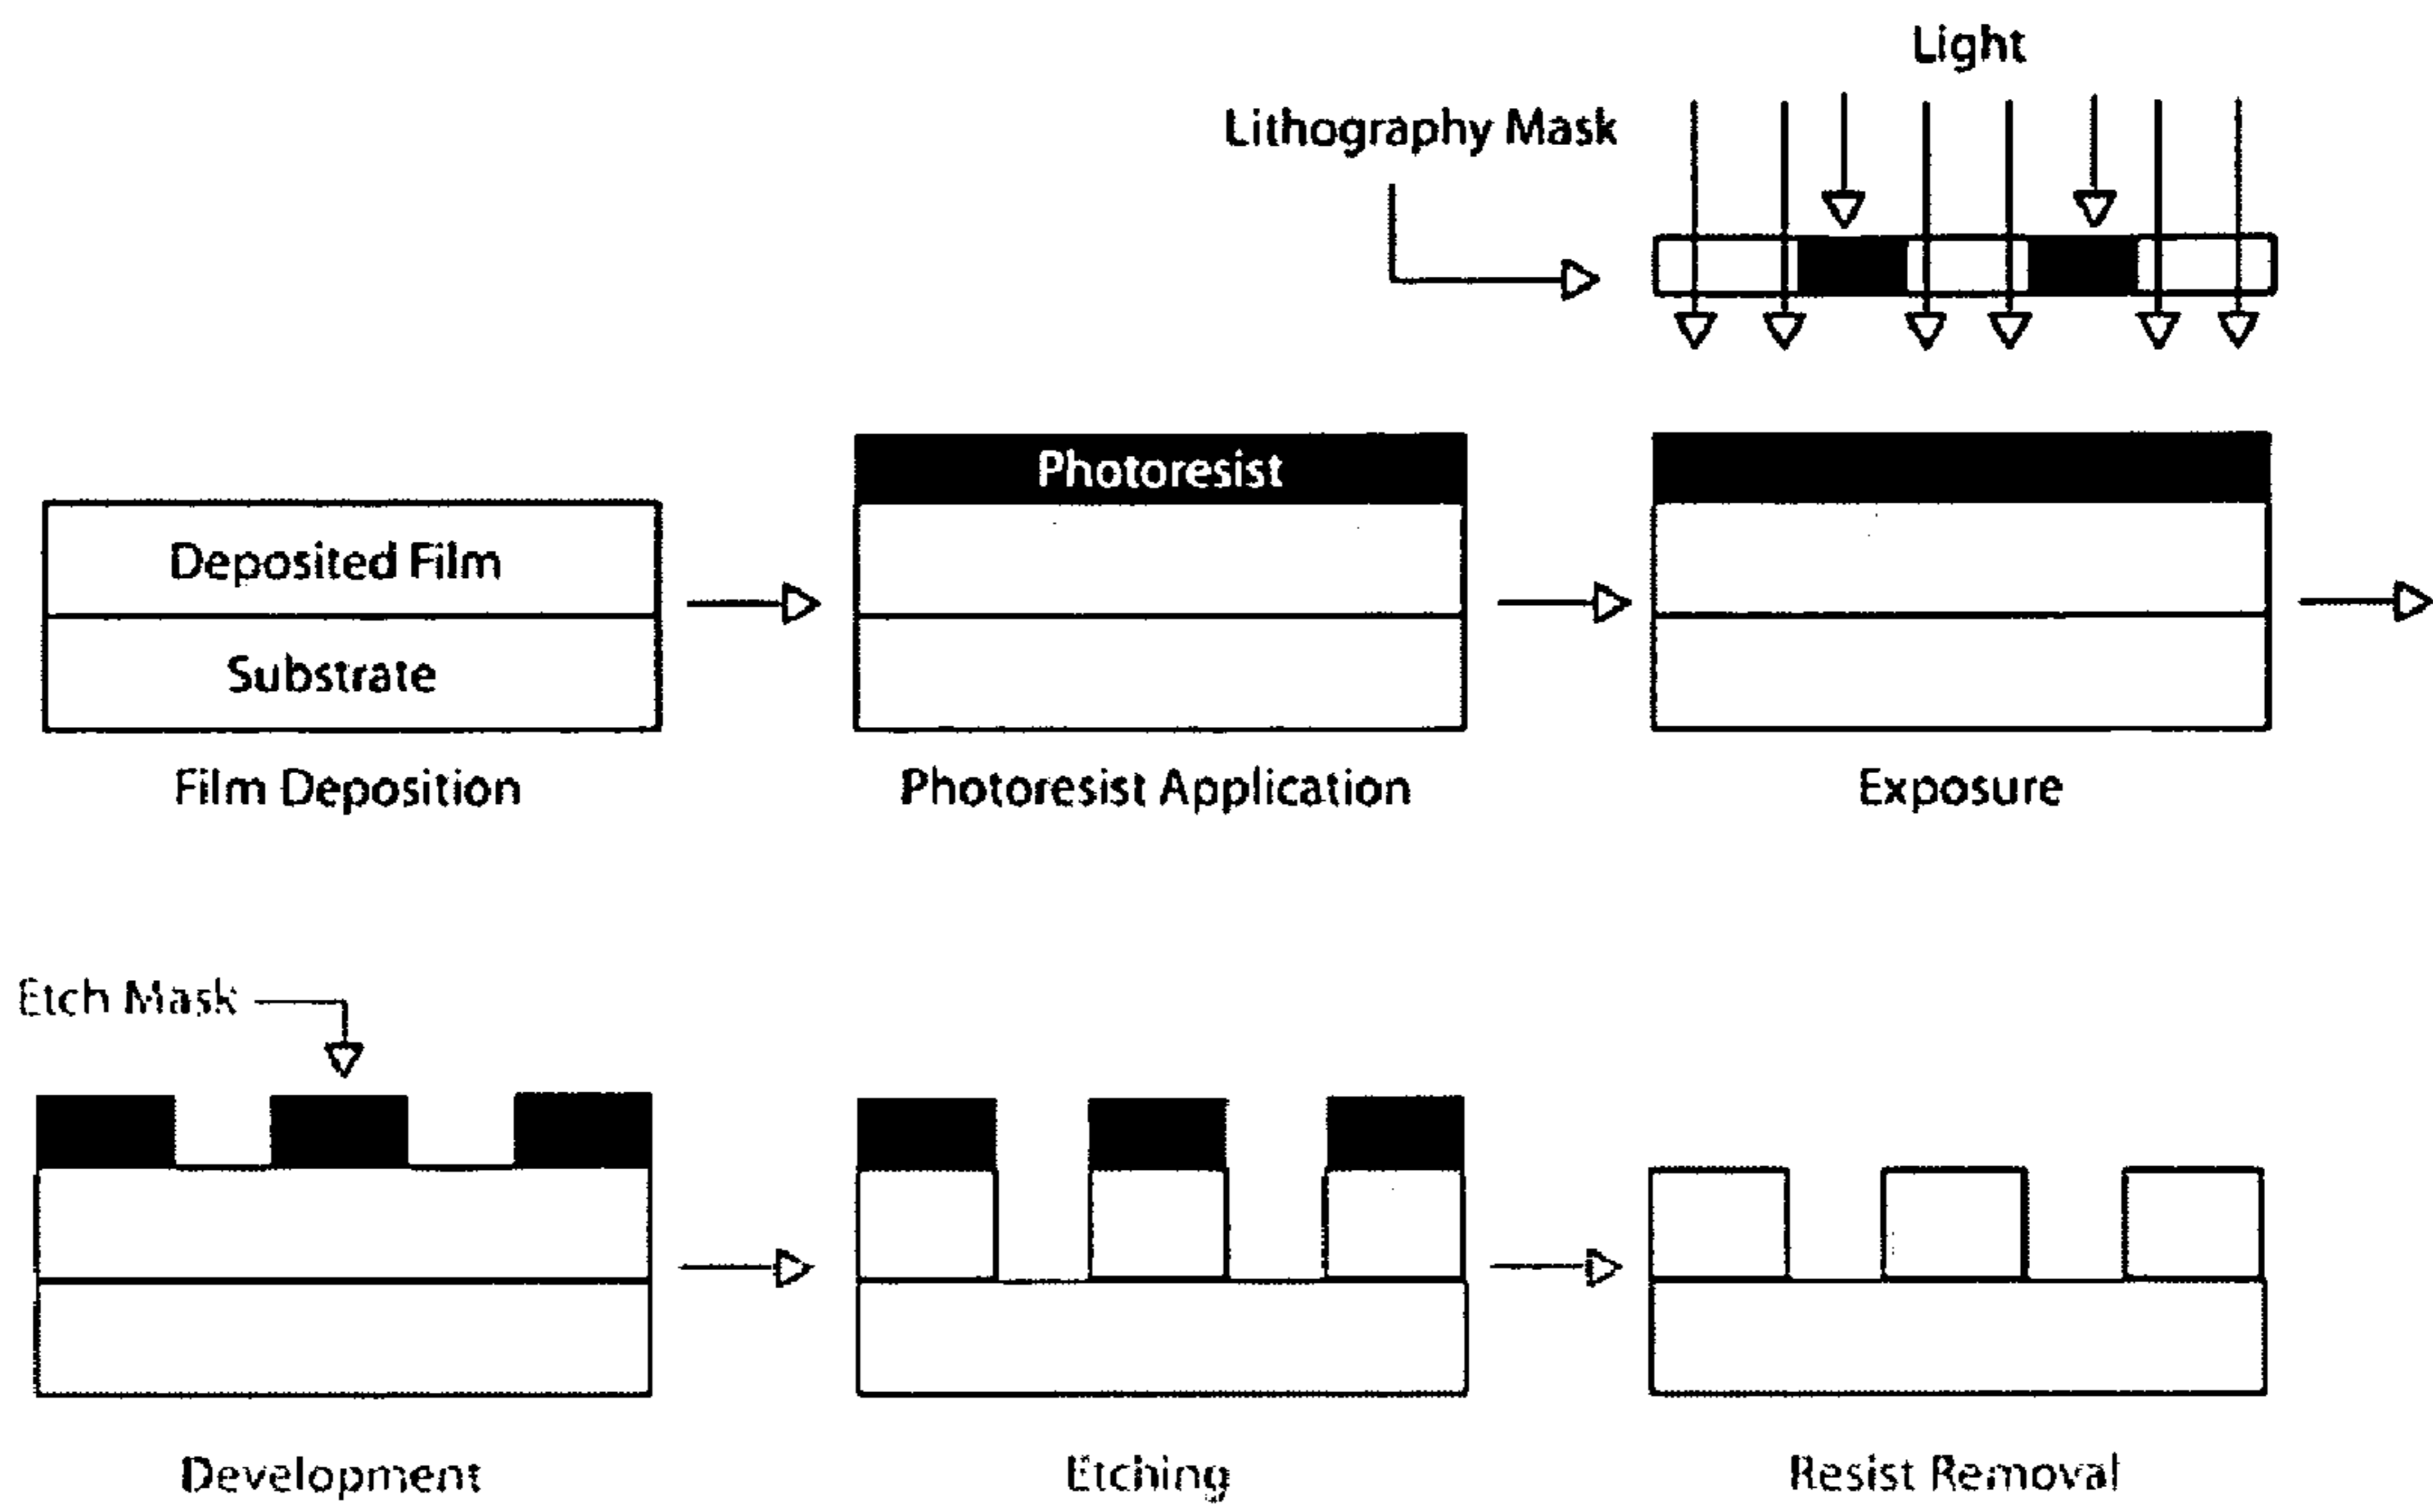 Light
Lithography Mask
Photoresist
Deposited Film
Substrate
Film Deposition
Photoresist Application
Exposure
Etch Mask
Development
Etching
Resist Removal